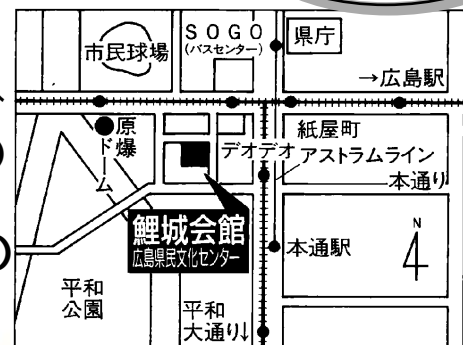 市民球場
SOGO
(バスセンター)
県庁
→広島駅
原爆ドーム
紙屋町
デオデオ
アストラムライン
本通り
鯉城会館
広島県民文化センター
本通駅
N
平和
公園
平和
大通り↓